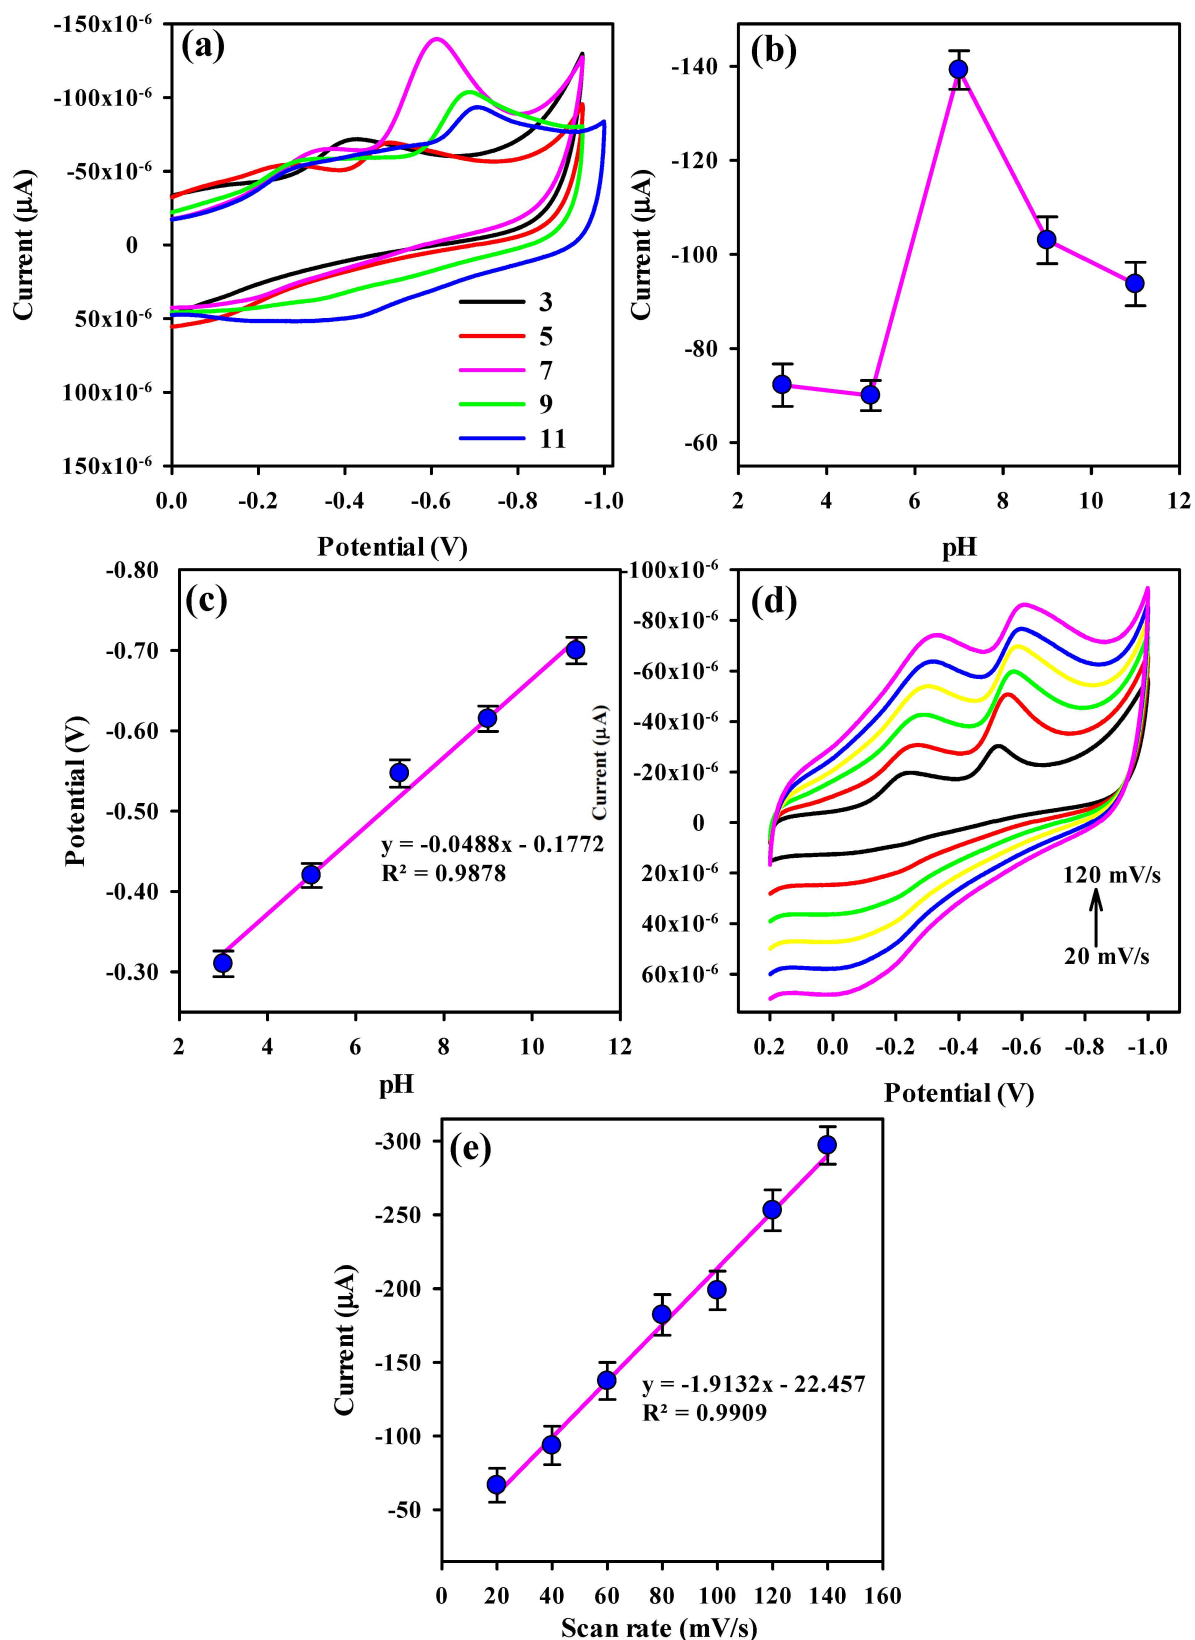 (a)
-150x10⁻⁶
-100x10⁻⁶
-50x10⁻⁶
0
50x10⁻⁶
100x10⁻⁶
150x10⁻⁶
Current (µA)
3
5
7
9
11
0.0 -0.2 -0.4 -0.6 -0.8 -1.0
Potential (V)
(b)
-140
-120
-100
-80
-60
Current (µA)
2 4 6 8 10 12
pH
(c)
-0.80
-0.70
-0.60
-0.50
-0.40
-0.30
Potential (V)
y = -0.0488x - 0.1772
R² = 0.9878
2 4 6 8 10 12
pH
(d)
-100x10⁻⁶
-80x10⁻⁶
-60x10⁻⁶
-40x10⁻⁶
-20x10⁻⁶
0
20x10⁻⁶
40x10⁻⁶
60x10⁻⁶
Current (µA)
120 mV/s
20 mV/s
0.2 0.0 -0.2 -0.4 -0.6 -0.8 -1.0
Potential (V)
(e)
-300
-250
-200
-150
-100
-50
Current (µA)
y = -1.9132x - 22.457
R² = 0.9909
0 20 40 60 80 100 120 140 160
Scan rate (mV/s)